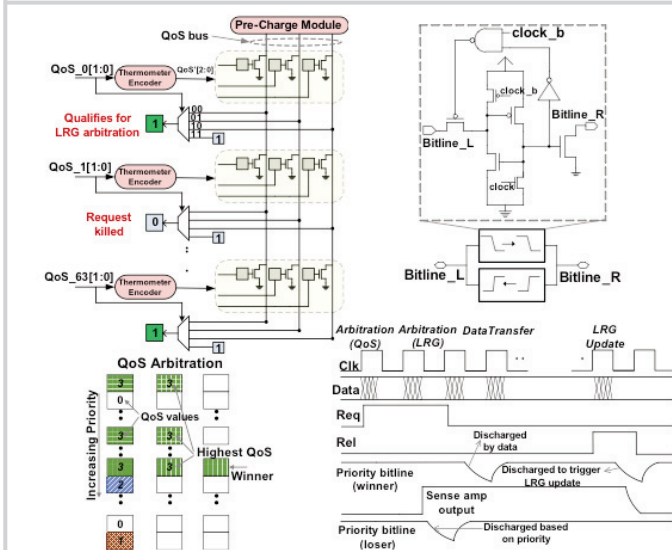 Pre-Charge Module
QoS bus
QoS_0[1:0]
Thermometer
Encoder
QoS'[2:0]
Qualifies for
LRG arbitration
1
00
01
10
11
1
QoS_1[1:0]
Thermometer
Encoder
Request
killed
0
1
QoS_63[1:0]
Thermometer
Encoder
1
1
clock_b
clock_b
Bitline_R
Bitline_L
clock
Bitline_L
Bitline_R
QoS Arbitration
Increasing Priority
3
3
0
QoS values
3
3
Highest QoS
3
3
Winner
2
0
1
Arbitration
(QoS)
Arbitration
(LRG)
DataTransfer
LRG
Update
Clk
Data
Req
Rel
Discharged
by data
Priority bitline
(winner)
Discharged to trigger
LRG update
Sense amp
output
Priority bitline
(loser)
Discharged based
on priority